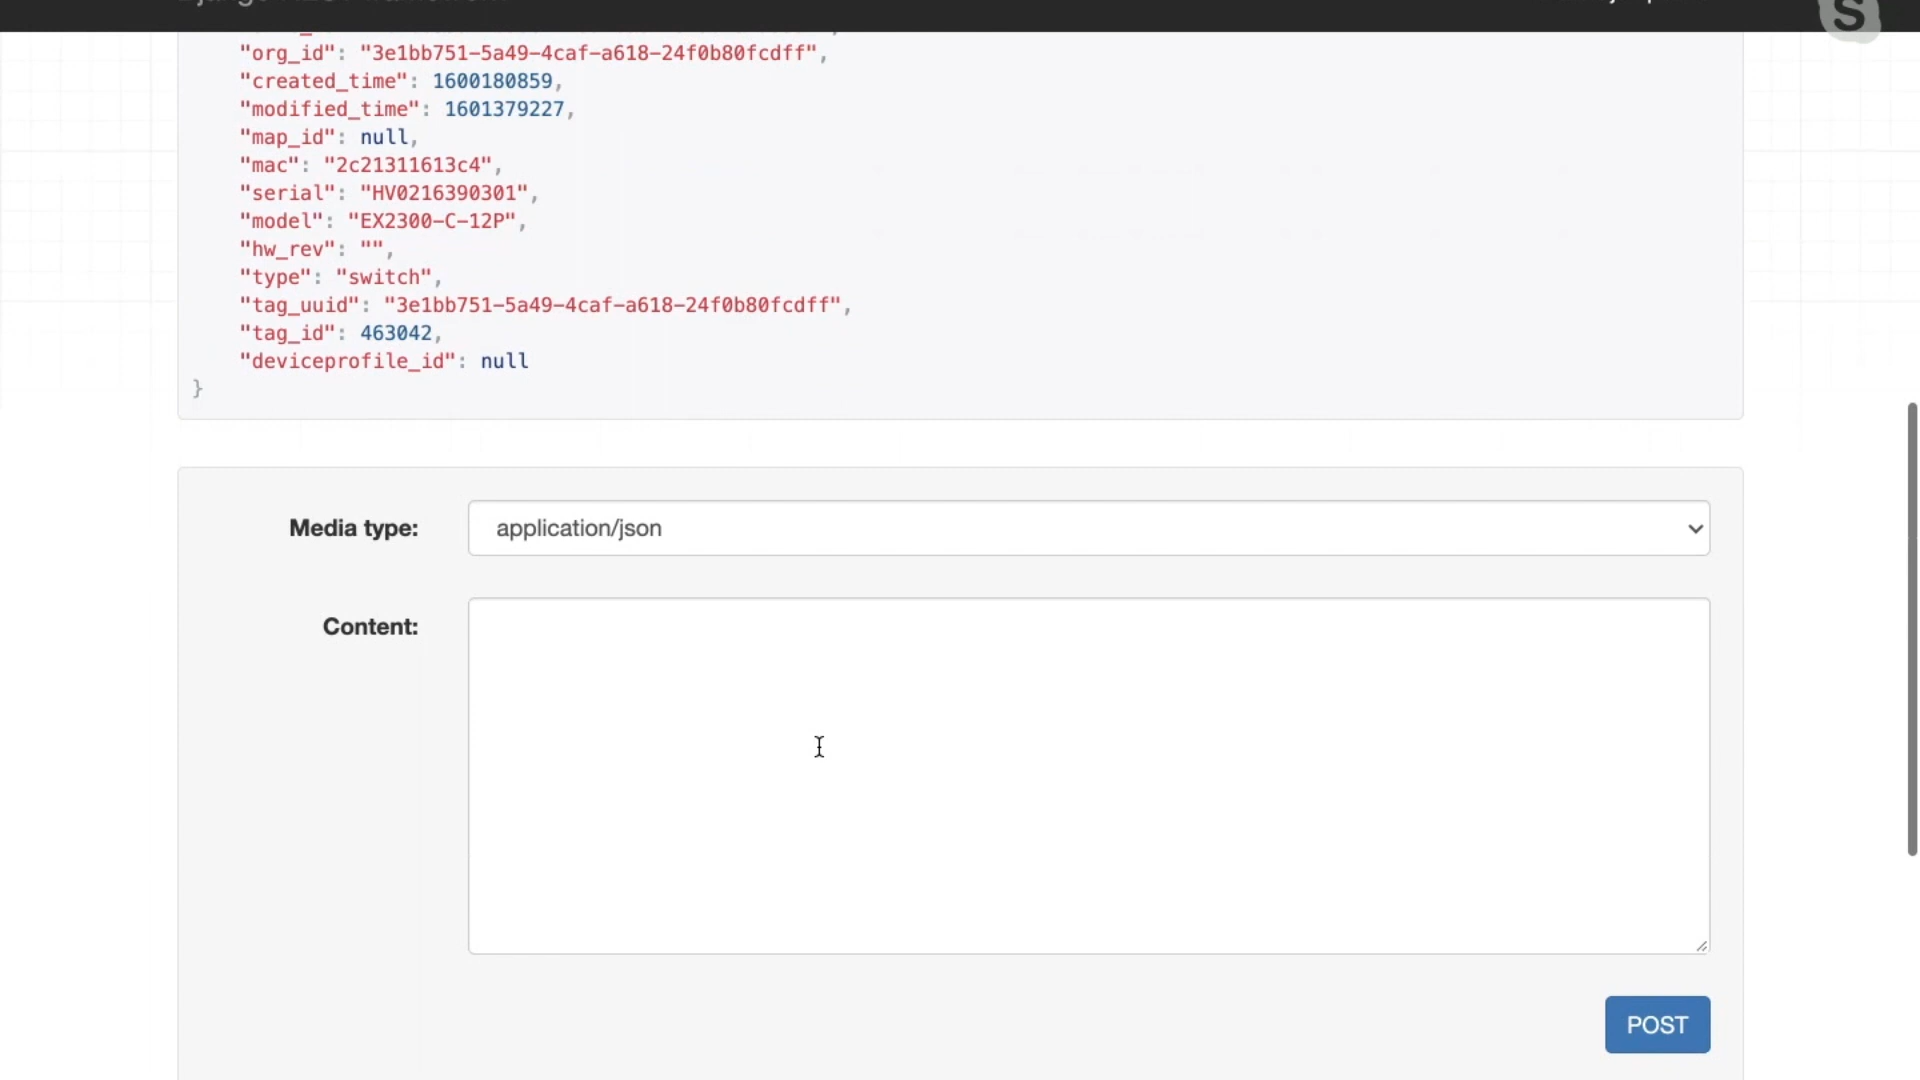 "org_id": "3e1bb751-5a49-4caf-a618-24f0b80fcdff",
"created_time": 1600180859,
"modified_time": 1601379227,
"map_id": null,
"mac": "2c21311613c4",
"serial": "HV0216390301",
"model": "EX2300-C-12P",
"hw_rev": "",
"type": "switch",
"tag_uuid": "3e1bb751-5a49-4caf-a618-24f0b80fcdff",
"tag_id": 463042,
"deviceprofile_id": null
}
Media type:
application/json
Content:
POST